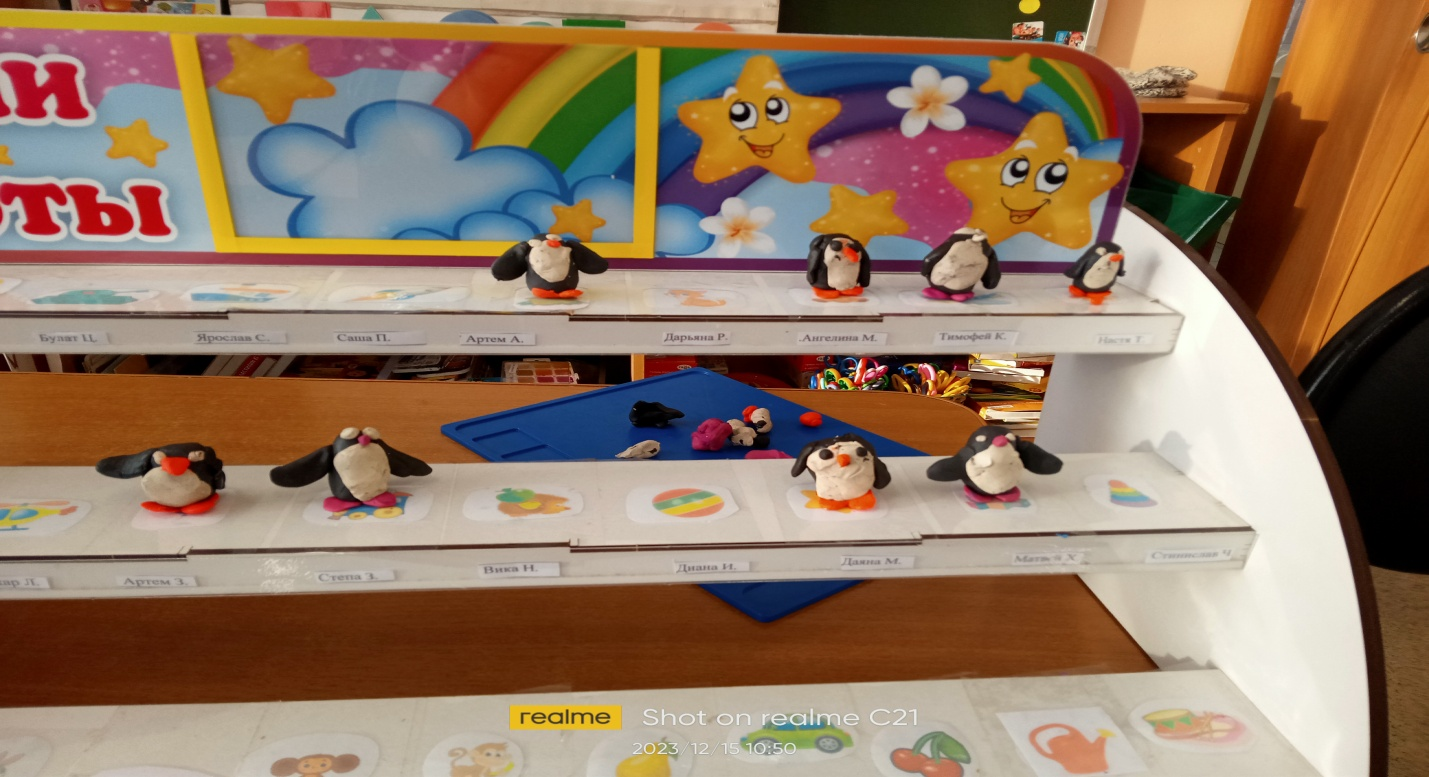 и
ты
Булат Ц.
Ярослав С.
Саша П.
Артем А.
Дарьяна Р.
Ангелина М.
Тимофей К.
Настя Т.
Л.
Артем З.
Степа З.
Вика Н.
Диана И.
Даяна М.
Матвей Х.
Станислав Ч
realme
Shot on realme C21
2023/12/15 10:50